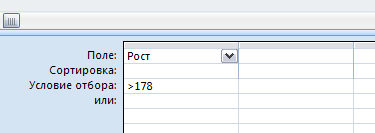 Поле: Рост
Сортировка:
Условие отбора: >178
или: